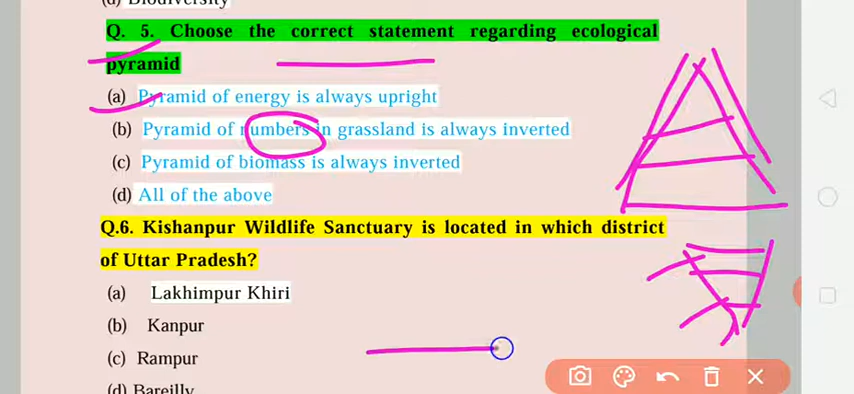 (d) Biodiversity
Q. 5. Choose the correct statement regarding ecological
pyramid
(a) Pyramid of energy is always upright
(b) Pyramid of numbers in grassland is always inverted
(c) Pyramid of biomass is always inverted
(d) All of the above
Q.6. Kishanpur Wildlife Sanctuary is located in which district
of Uttar Pradesh?
(a) Lakhimpur Khiri
(b) Kanpur
(c) Rampur
(d) Bareilly